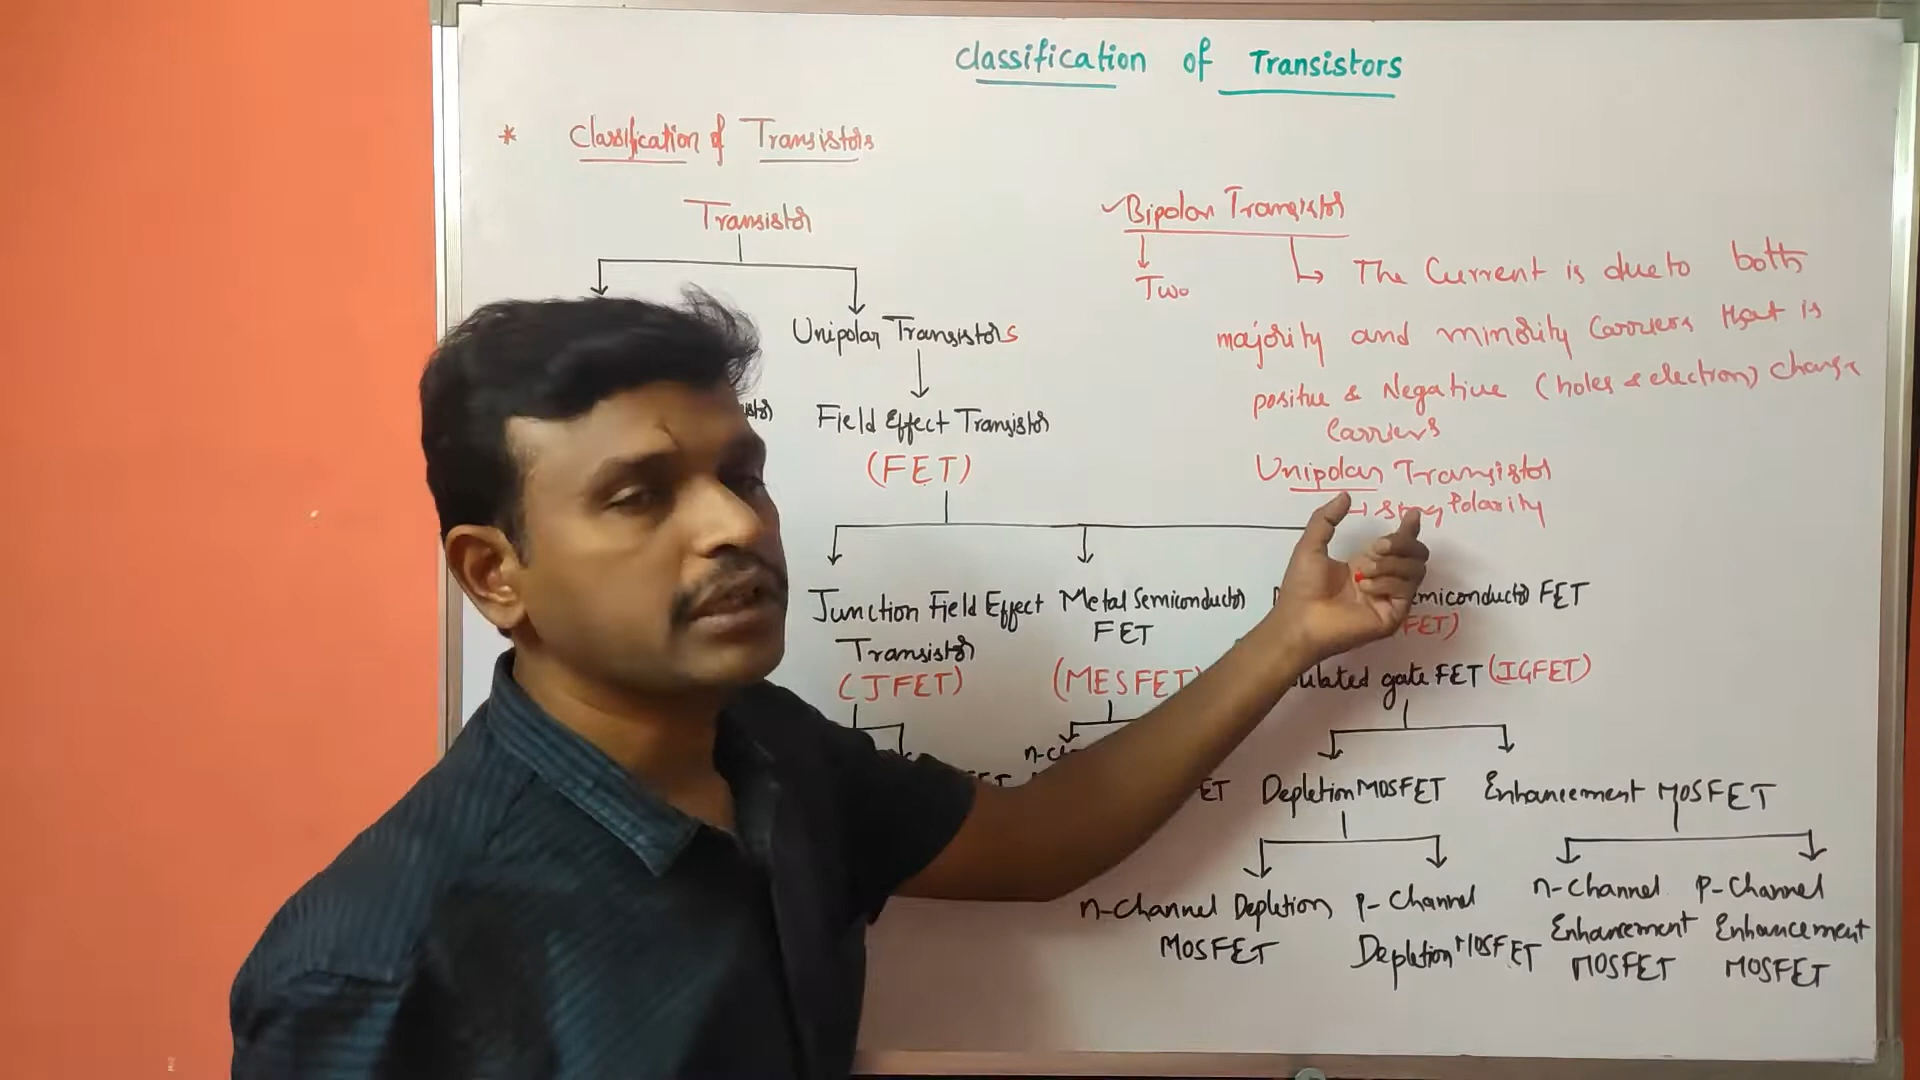 classification of Transistors
* Classification of Transistors
Transistor
Unipolar Transistors
Field Effect Transistor
(FET)
Junction Field Effect
Transistor
(JFET)
Metal Semiconductor
FET
(MESFET)
FET
IGFET
gate FET (IGFET)
Depletion MOSFET
Enhancement MOSFET
n-Channel Depletion
MOSFET
p-Channel
Depletion MOSFET
n-Channel
Enhancement
MOSFET
p-Channel
Enhancement
MOSFET
Bipolar Transistor
Two
The Current is due to both
majority and minority Carriers that is
positive & Negative (holes & electron) charge
Carriers
Unipolar Transistor
Polarity